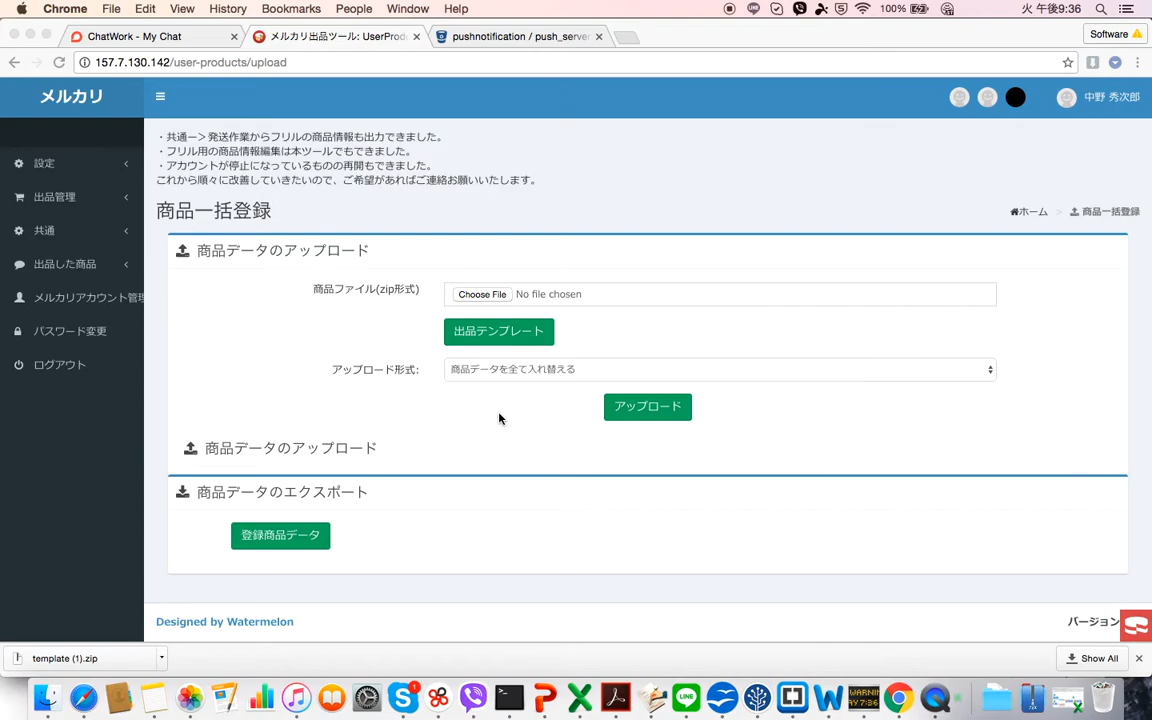 Chrome File Edit View History Bookmarks People Window Help 100% 火 午後9:36
ChatWork - My Chat メルカリ出品ツール: UserProdu pushnotification / push_server Software
157.7.130.142/user-products/upload
メルカリ 中野 秀次郎
・共通ー＞発送作業からフリルの商品情報も出力できました。
・フリル用の商品情報編集は本ツールでもできました。
・アカウントが停止になっているものの再開もできました。
これから順々に改善していきたいので、ご希望があればご連絡お願いいたします。
設定
出品管理
共通
出品した商品
メルカリアカウント管理
パスワード変更
ログアウト
商品一括登録 ホーム > 商品一括登録
商品データのアップロード
商品ファイル(zip形式) Choose File No file chosen
出品テンプレート
アップロード形式: 商品データを全て入れ替える
アップロード
商品データのアップロード
商品データのエクスポート
登録商品データ
Designed by Watermelon バージョン
template (1).zip Show All